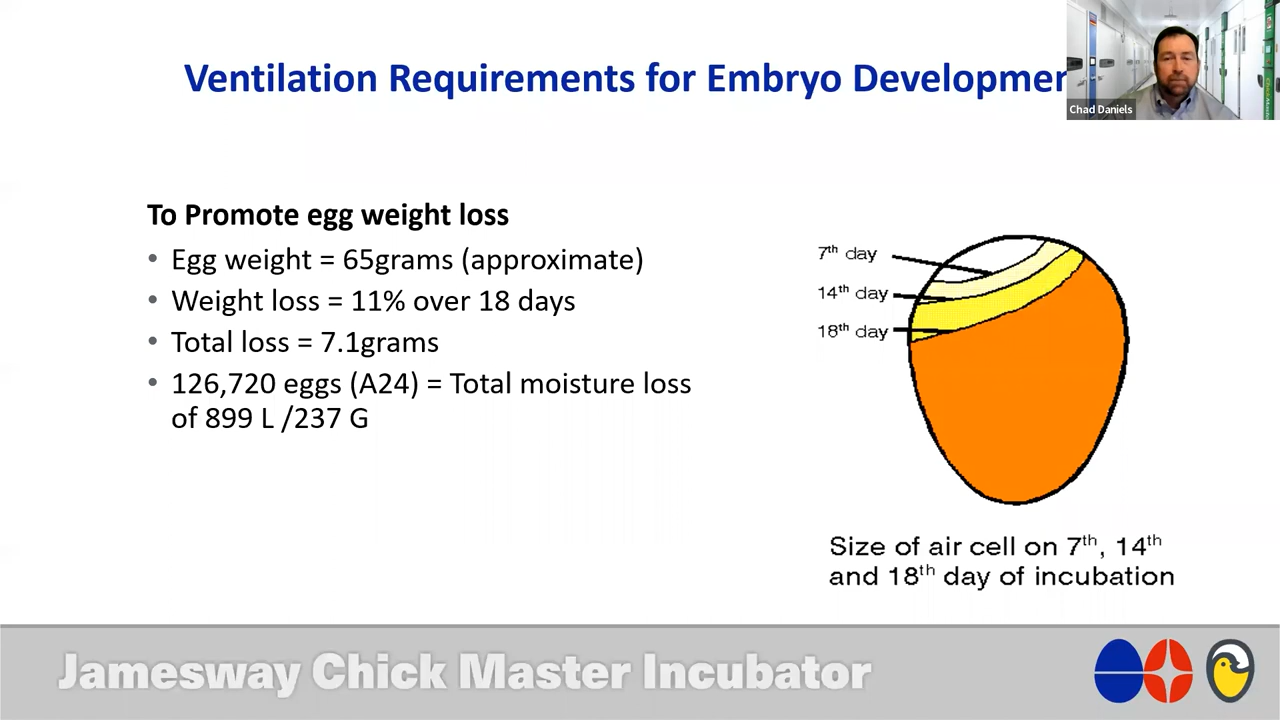 Ventilation Requirements for Embryo Developmen
Chad Daniels
To Promote egg weight loss
• Egg weight = 65grams (approximate)
• Weight loss = 11% over 18 days
• Total loss = 7.1grams
• 126,720 eggs (A24) = Total moisture loss
of 899 L /237 G
7th day
14th day
18th day
Size of air cell on 7th, 14th
and 18th day of incubation
Jamesway Chick Master Incubator